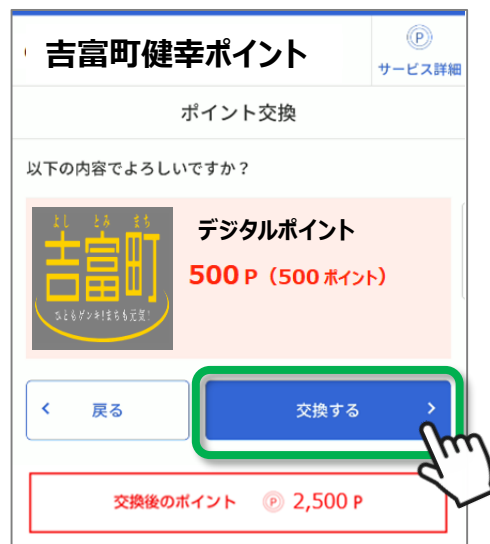 吉富町健幸ポイント
P
サービス詳細
ポイント交換
以下の内容でよろしいですか？
よし とみ まち
吉富町
ひともゲンキ!まちも元気!
デジタルポイント
500 P（500 ポイント）
戻る
交換する
交換後のポイント P 2,500 P